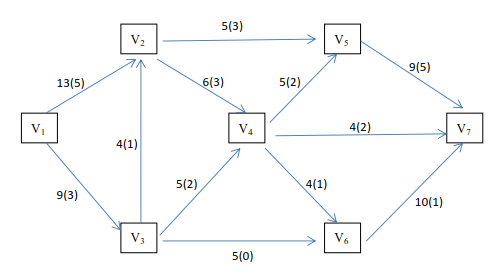 5(3)
V2
V5
13(5)
6(3)
5(2)
9(5)
V1
4(1)
V4
4(2)
V7
9(3)
5(2)
4(1)
10(1)
V3
V6
5(0)